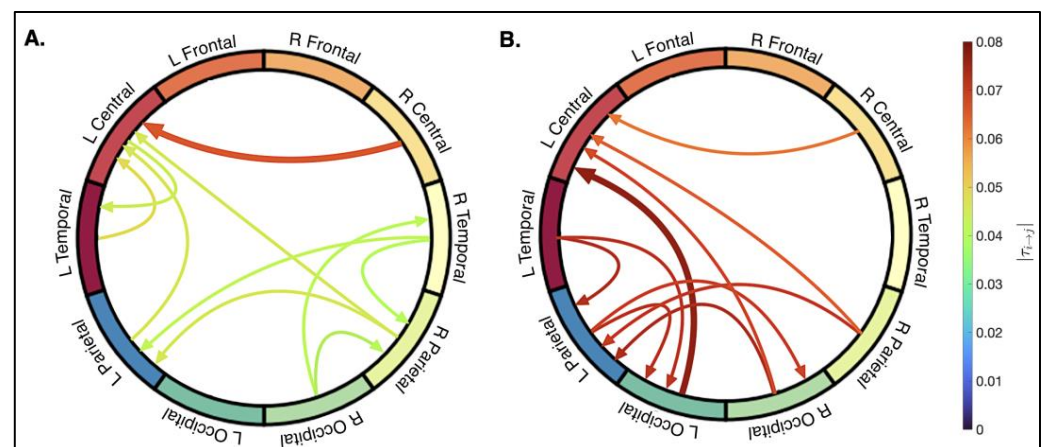 A.
L Frontal
R Frontal
L Central
R Central
L Temporal
R Temporal
L Parietal
R Parietal
L Occipital
R Occipital
B.
L Fontal
R Frontal
L Central
R Central
L Temporal
R Temporal
L Parietal
R Parietal
L Occipital
R Occipital
0.08
0.07
0.06
0.05
0.04
0.03
0.02
0.01
0
|τi→j|